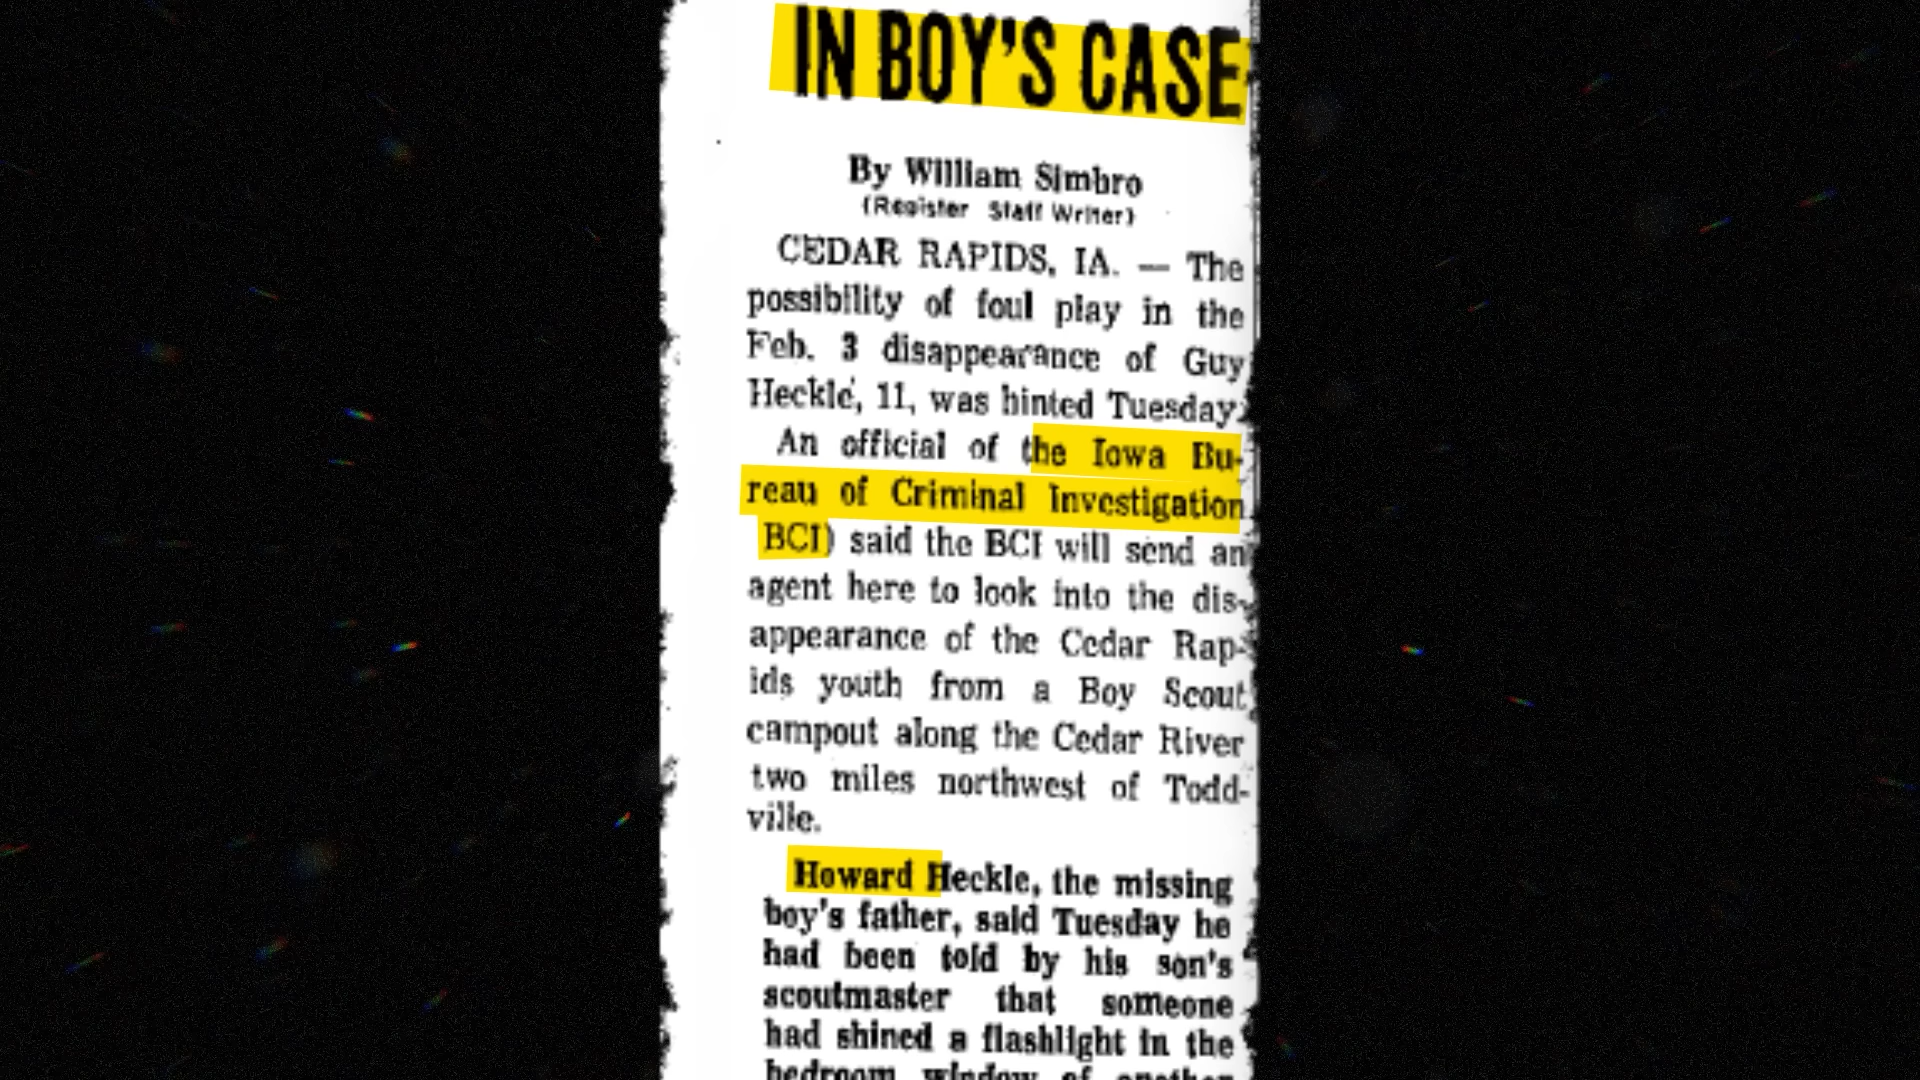 IN BOY'S CASE
By William Simbro
(Register Staff Writer)
CEDAR RAPIDS, IA. — The
possibility of foul play in the
Feb. 3 disappearance of Guy
Heckle, 11, was hinted Tuesday.
An official of the Iowa Bu-
reau of Criminal Investigation
BCI) said the BCI will send an
agent here to look into the dis-
appearance of the Cedar Rap-
ids youth from a Boy Scout
campout along the Cedar River
two miles northwest of Todd-
ville.
Howard Heckle, the missing
boy's father, said Tuesday he
had been told by his son's
scoutmaster that someone
had shined a flashlight in the
bedroom window of another